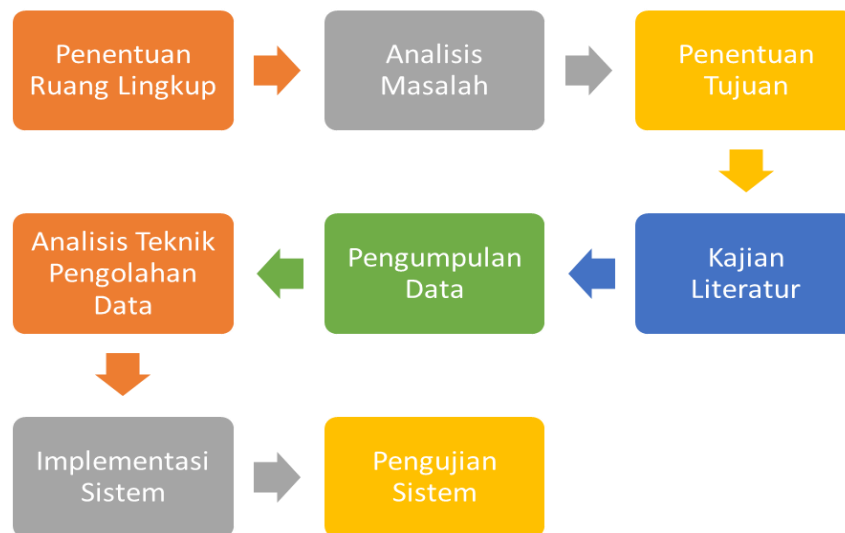 Penentuan
Ruang Lingkup
Analisis
Masalah
Penentuan
Tujuan
Kajian
Literatur
Pengumpulan
Data
Analisis Teknik
Pengolahan
Data
Implementasi
Sistem
Pengujian
Sistem